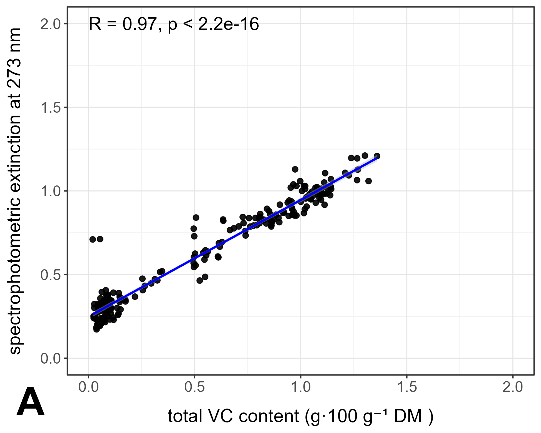 R = 0.97, p < 2.2e-16
spectrophotometric extinction at 273 nm
2.0
1.5
1.0
0.5
0.0
0.0 0.5 1.0 1.5 2.0
total VC content (g·100 g⁻¹ DM )
A